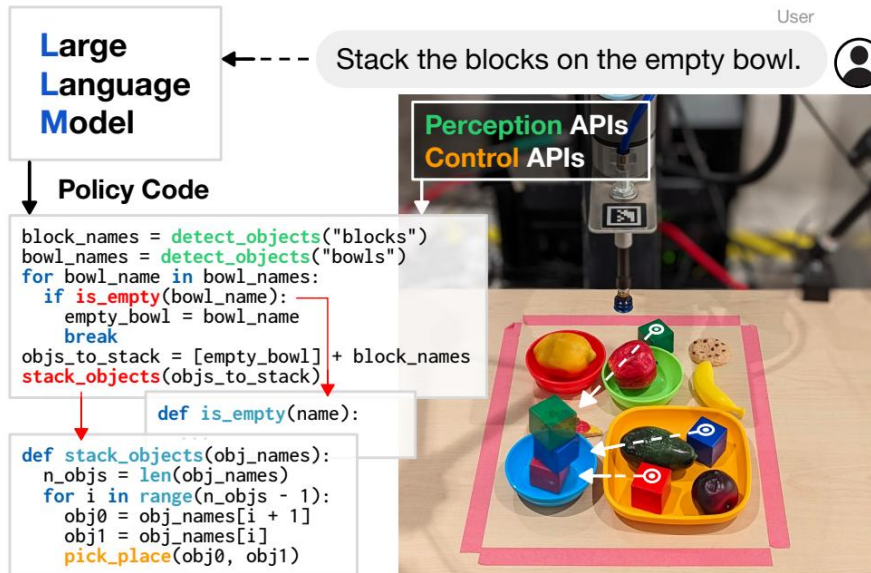 User
Stack the blocks on the empty bowl.
Large
Language
Model
Perception APIs
Control APIs
Policy Code
block_names = detect_objects("blocks")
bowl_names = detect_objects("bowls")
for bowl_name in bowl_names:
  if is_empty(bowl_name):
    empty_bowl = bowl_name
    break
objs_to_stack = [empty_bowl] + block_names
stack_objects(objs_to_stack)
def is_empty(name):
...
def stack_objects(obj_names):
  n_objs = len(obj_names)
  for i in range(n_objs - 1):
    obj0 = obj_names[i + 1]
    obj1 = obj_names[i]
    pick_place(obj0, obj1)